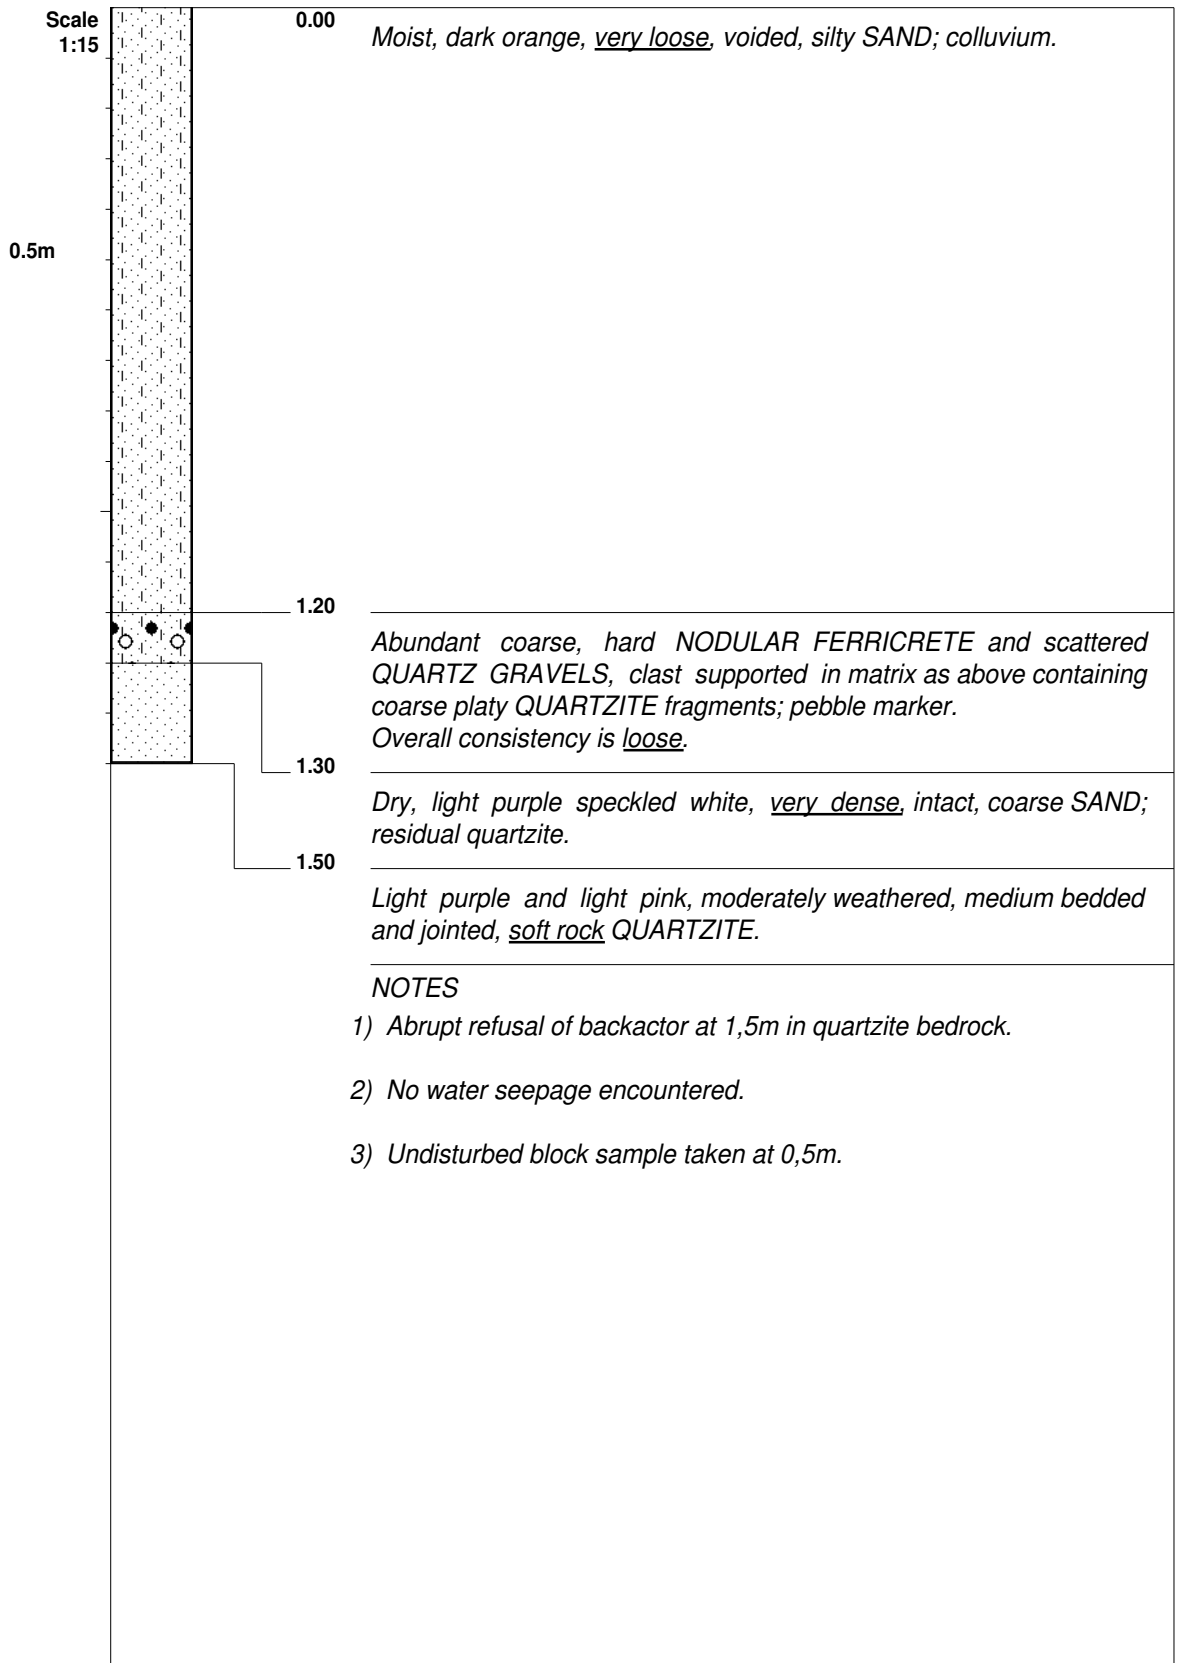 Scale
1:15
0.00
Moist, dark orange, very loose, voided, silty SAND; colluvium.
0.5m
1.20
Abundant coarse, hard NODULAR FERRICRETE and scattered
QUARTZ GRAVELS, clast supported in matrix as above containing
coarse platy QUARTZITE fragments; pebble marker.
Overall consistency is loose.
1.30
Dry, light purple speckled white, very dense, intact, coarse SAND;
residual quartzite.
1.50
Light purple and light pink, moderately weathered, medium bedded
and jointed, soft rock QUARTZITE.
NOTES
1) Abrupt refusal of backactor at 1,5m in quartzite bedrock.
2) No water seepage encountered.
3) Undisturbed block sample taken at 0,5m.